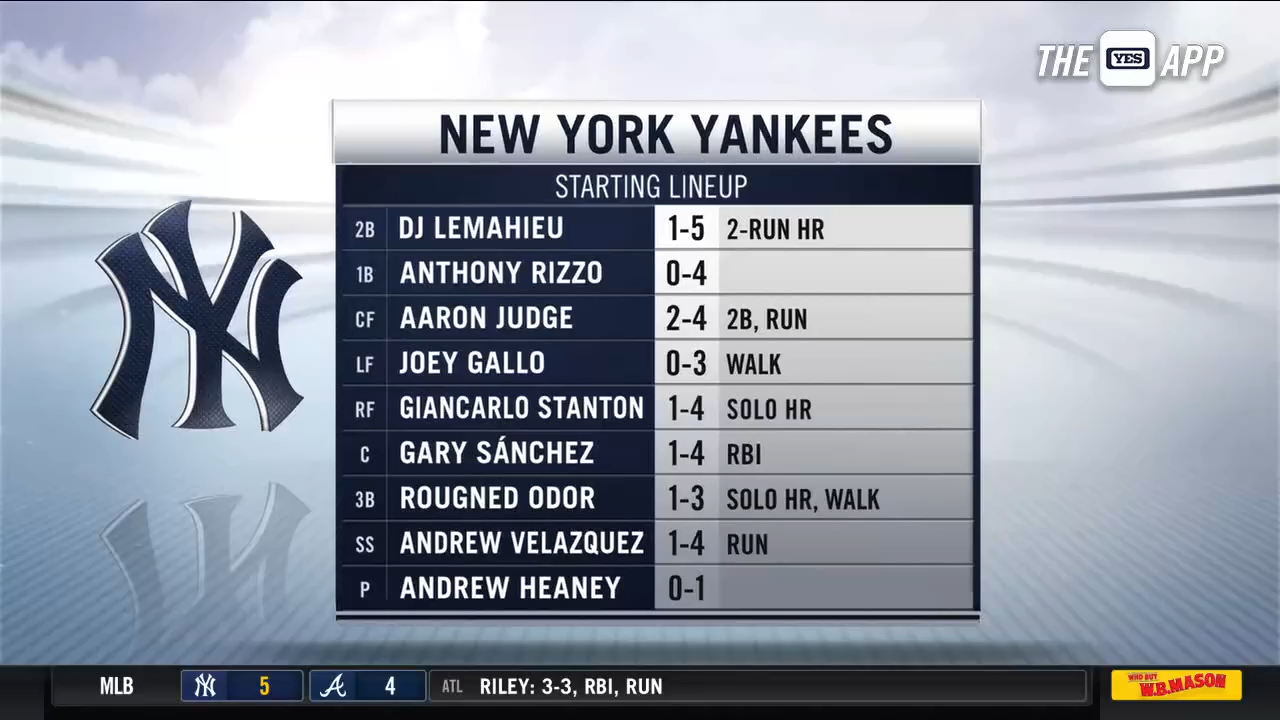 THE YES APP
NEW YORK YANKEES
STARTING LINEUP
2B DJ LEMAHIEU 1-5 2-RUN HR
1B ANTHONY RIZZO 0-4
CF AARON JUDGE 2-4 2B, RUN
LF JOEY GALLO 0-3 WALK
RF GIANCARLO STANTON 1-4 SOLO HR
C GARY SÁNCHEZ 1-4 RBI
3B ROUGNED ODOR 1-3 SOLO HR, WALK
SS ANDREW VELAZQUEZ 1-4 RUN
P ANDREW HEANEY 0-1
MLB NY 5 A 4 ATL RILEY: 3-3, RBI, RUN
WHO BUT
W.B. MASON